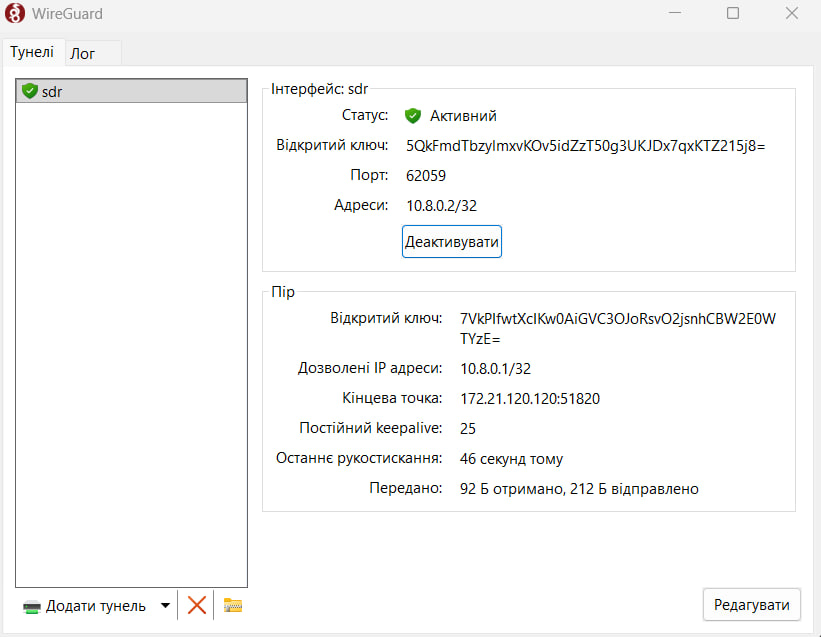 WireGuard
Тунелі
Лог
sdr
Інтерфейс: sdr
Статус: Активний
Відкритий ключ: 5QkFmdTbzylmxvKOv5idZzT50g3UKJDx7qxKTZ215j8=
Порт: 62059
Адреси: 10.8.0.2/32
Деактивувати
Пір
Відкритий ключ: 7VkPIfwtXcIKw0AiGVC3OJoRsvO2jsnhCBW2E0W
TYzE=
Дозволені IP адреси: 10.8.0.1/32
Кінцева точка: 172.21.120.120:51820
Постійний keepalive: 25
Останнє рукостискання: 46 секунд тому
Передано: 92 Б отримано, 212 Б відправлено
Додати тунель
Редагувати